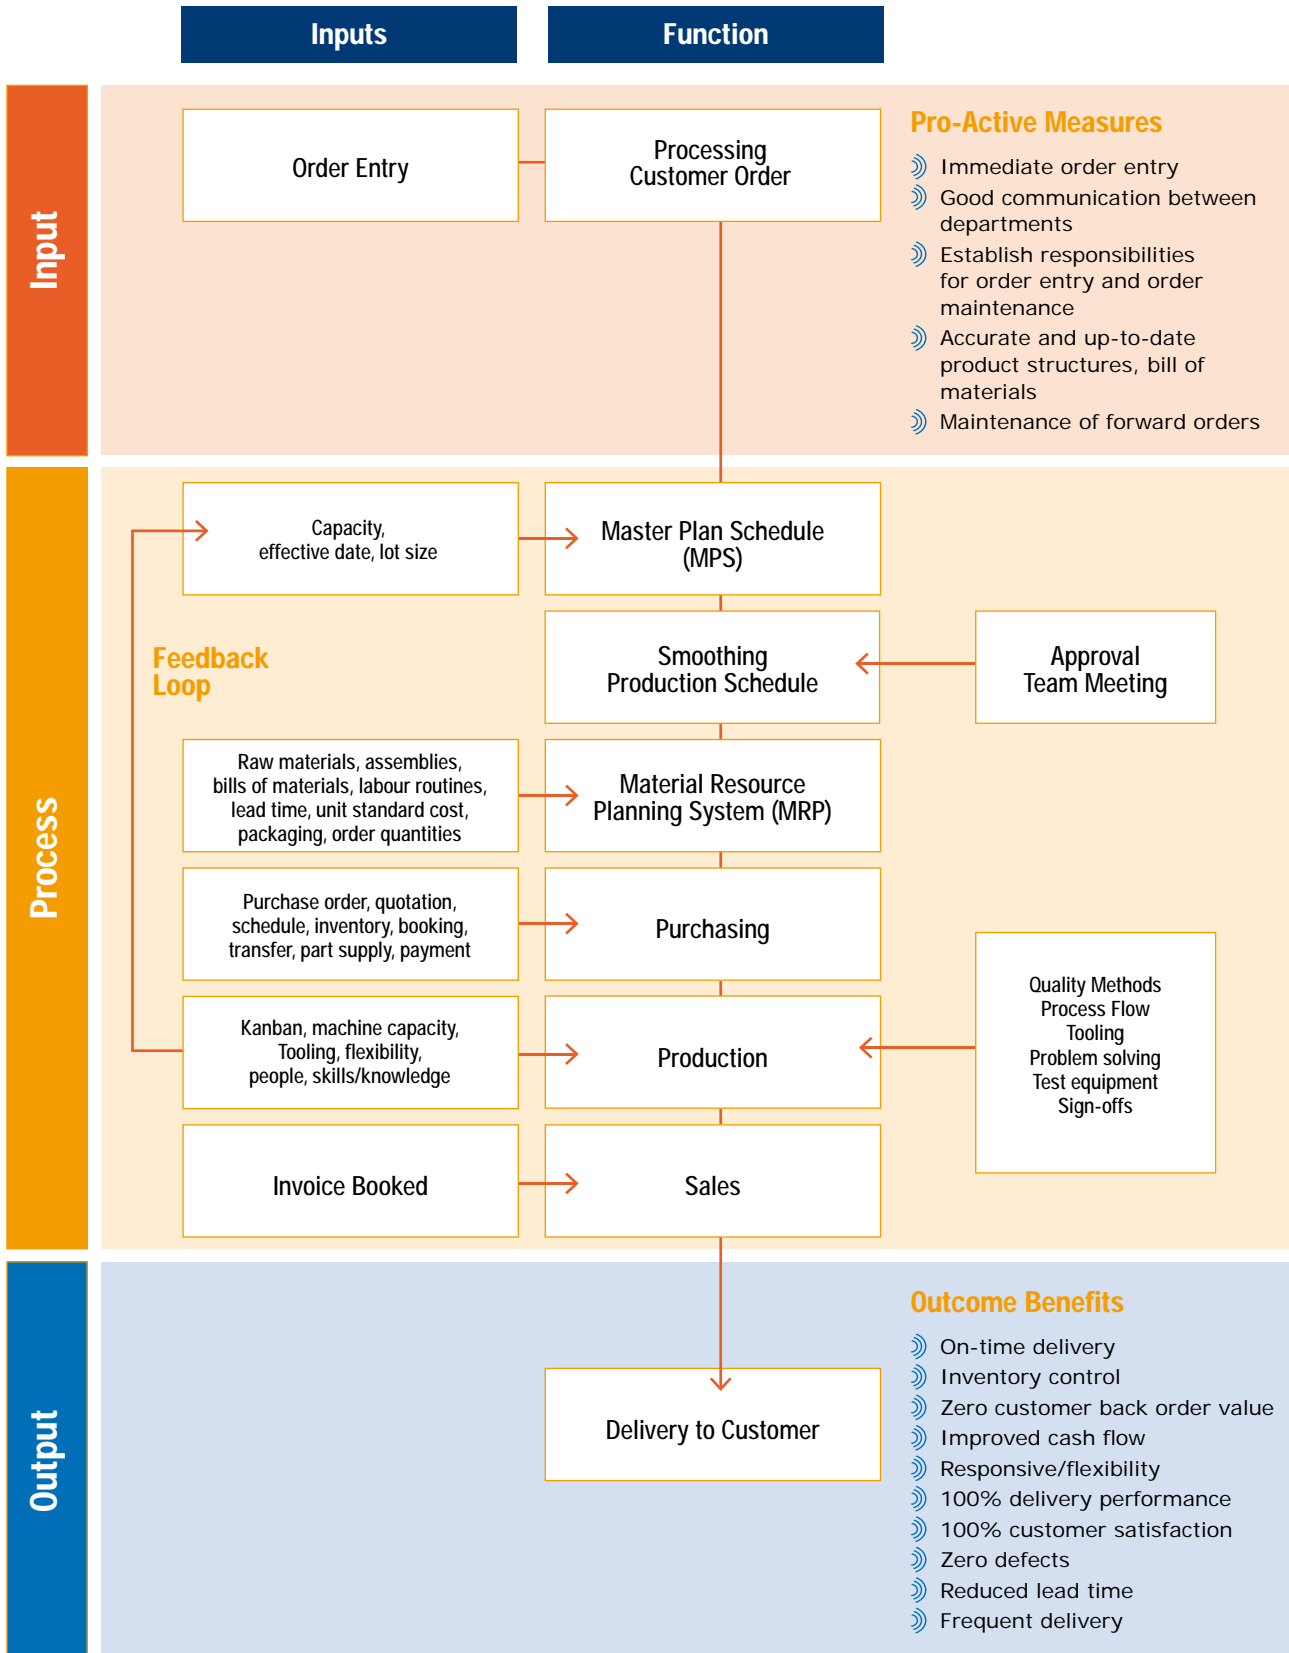 Inputs
Function
Input
Order Entry
Processing
Customer Order
Pro-Active Measures
Immediate order entry
Good communication between
departments
Establish responsibilities
for order entry and order
maintenance
Accurate and up-to-date
product structures, bill of
materials
Maintenance of forward orders
Process
Capacity,
effective date, lot size
Master Plan Schedule
(MPS)
Feedback
Loop
Smoothing
Production Schedule
Approval
Team Meeting
Raw materials, assemblies,
bills of materials, labour routines,
lead time, unit standard cost,
packaging, order quantities
Material Resource
Planning System (MRP)
Purchase order, quotation,
schedule, inventory, booking,
transfer, part supply, payment
Purchasing
Kanban, machine capacity,
Tooling, flexibility,
people, skills/knowledge
Production
Quality Methods
Process Flow
Tooling
Problem solving
Test equipment
Sign-offs
Invoice Booked
Sales
Output
Delivery to Customer
Outcome Benefits
On-time delivery
Inventory control
Zero customer back order value
Improved cash flow
Responsive/flexibility
100% delivery performance
100% customer satisfaction
Zero defects
Reduced lead time
Frequent delivery